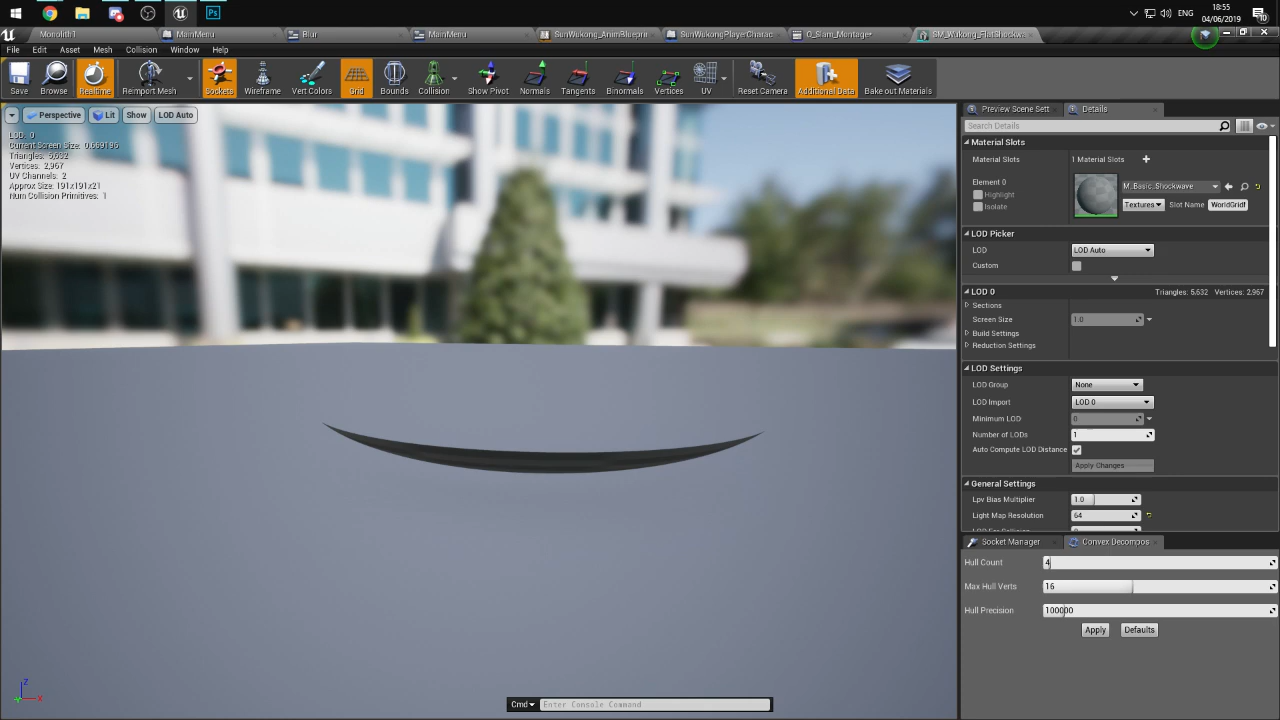 18:55
ENG
04/06/2019
10
Monolith1
MainMenu
Blur
MainMenu
SunWukong_AnimBluepre
SunWukongPlayerCharac
Q_Slam_Montage*
SM_Wukong_FlatShockwa
File Edit Asset Mesh Collision Window Help
Save Browse Realtime Reimport Mesh Sockets Wireframe Vert Colors Grid Bounds Collision Show Pivot Normals Tangents Binormals Vertices UV Reset Camera Additional Data Bake out Materials
Perspective Lit Show LOD Auto
LOD: 0
Current Screen Size: 0,669195
Triangles: 5,632
Vertices: 2,967
UV Channels: 2
Approx Size: 191x191x21
Num Collision Primitives: 1
Z
X
Cmd Enter Console Command
Preview Scene Sett Details
Search Details
Material Slots
Material Slots 1 Material Slots
Element 0
Highlight
Isolate
M_Basic_Shockwave
Textures Slot Name WorldGridI
LOD Picker
LOD LOD Auto
Custom
LOD 0 Triangles: 5,632 Vertices: 2,967
Sections
Screen Size 1.0
Build Settings
Reduction Settings
LOD Settings
LOD Group None
LOD Import LOD 0
Minimum LOD 0
Number of LODs 1
Auto Compute LOD Distance
Apply Changes
General Settings
Lpv Bias Multiplier 1.0
Light Map Resolution 64
Socket Manager Convex Decompos
Hull Count 4
Max Hull Verts 16
Hull Precision 100000
Apply Defaults